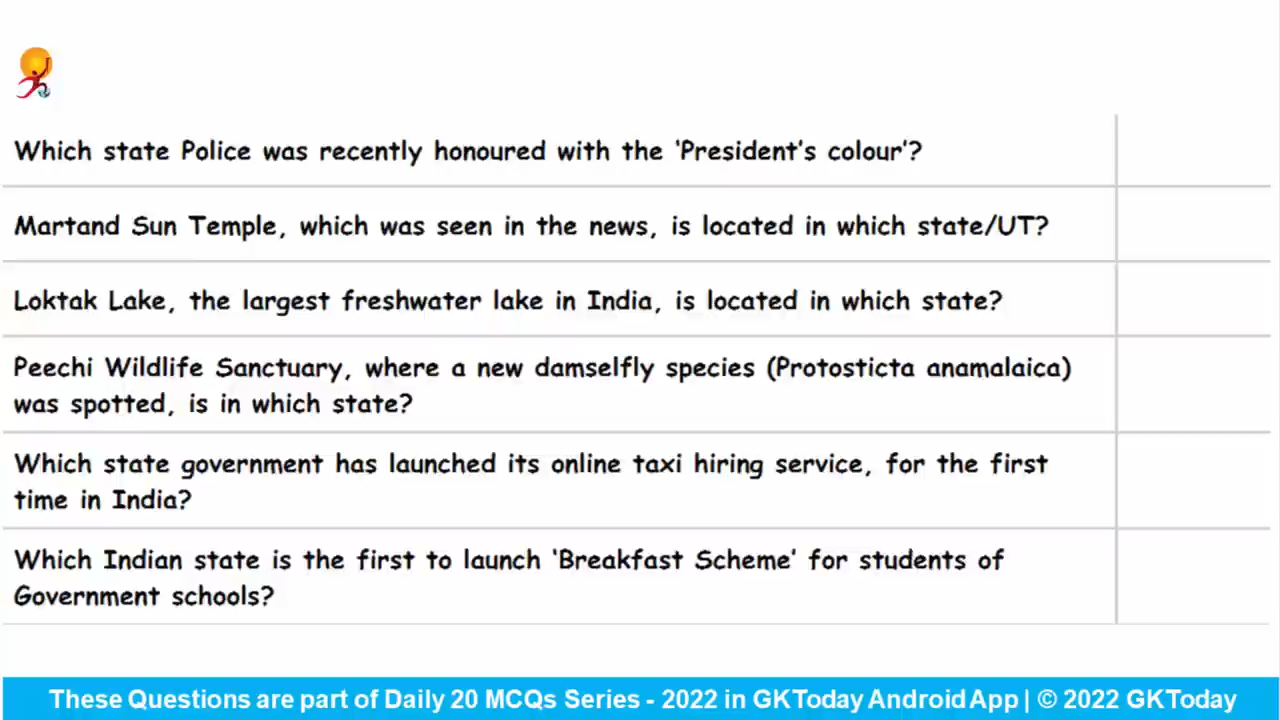 Which state Police was recently honoured with the ‘President’s colour’?
Martand Sun Temple, which was seen in the news, is located in which state/UT?
Loktak Lake, the largest freshwater lake in India, is located in which state?
Peechi Wildlife Sanctuary, where a new damselfly species (Protosticta anamalaica)
was spotted, is in which state?
Which state government has launched its online taxi hiring service, for the first
time in India?
Which Indian state is the first to launch ‘Breakfast Scheme’ for students of
Government schools?
These Questions are part of Daily 20 MCQs Series - 2022 in GKToday Android App | © 2022 GKToday